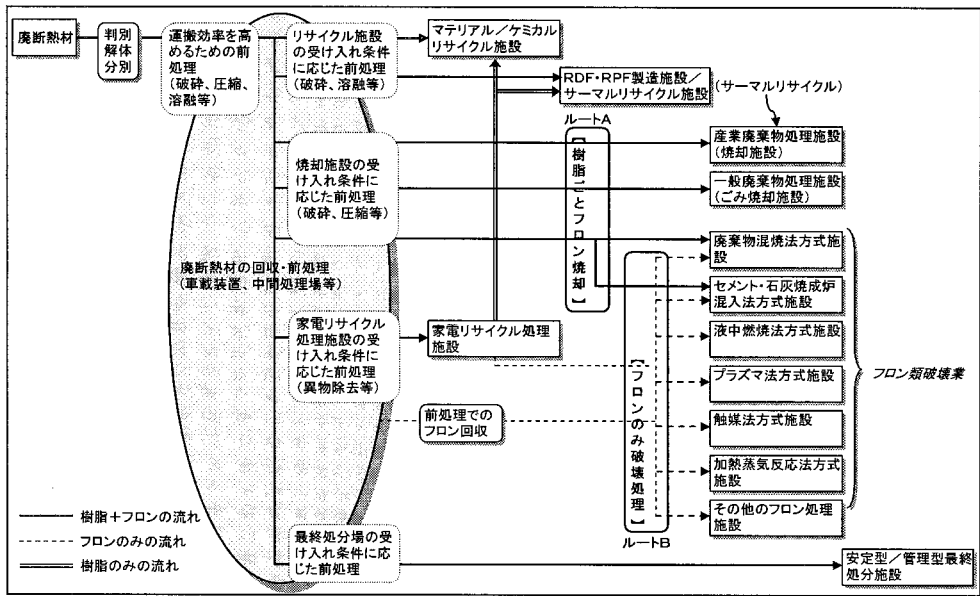 廃断熱材
判別
解体
分別
運搬効率を高
めるための前
処理
(破砕、圧縮、
溶融等)
リサイクル施設
の受け入れ条件
に応じた前処理
(破砕、溶融等)
マテリアル／ケミカル
リサイクル施設
RDF・RPF製造施設／
サーマルリサイクル施設
(サーマルリサイクル)
ルートA
【樹脂ごとフロン焼却】
産業廃棄物処理施設
(焼却施設)
焼却施設の受
け入れ条件に
応じた前処理
(破砕、圧縮等)
一般廃棄物処理施設
(ごみ焼却施設)
廃棄物混焼法方式施
設
廃断熱材の回収・前処理
(車載装置、中間処理場等)
セメント・石灰焼成炉
混入法方式施設
家電リサイクル
処理施設の受
け入れ条件に
応じた前処理
(異物除去等)
家電リサイクル処理
施設
液中燃焼法方式施設
【フロンのみ破壊処理】
プラズマ法方式施設
フロン類破壊業
前処理での
フロン回収
触媒法方式施設
加熱蒸気反応法方式
施設
その他のフロン処理
施設
ルートB
樹脂＋フロンの流れ
フロンのみの流れ
樹脂のみの流れ
最終処分場の受
け入れ条件に応
じた前処理
安定型／管理型最終
処分施設